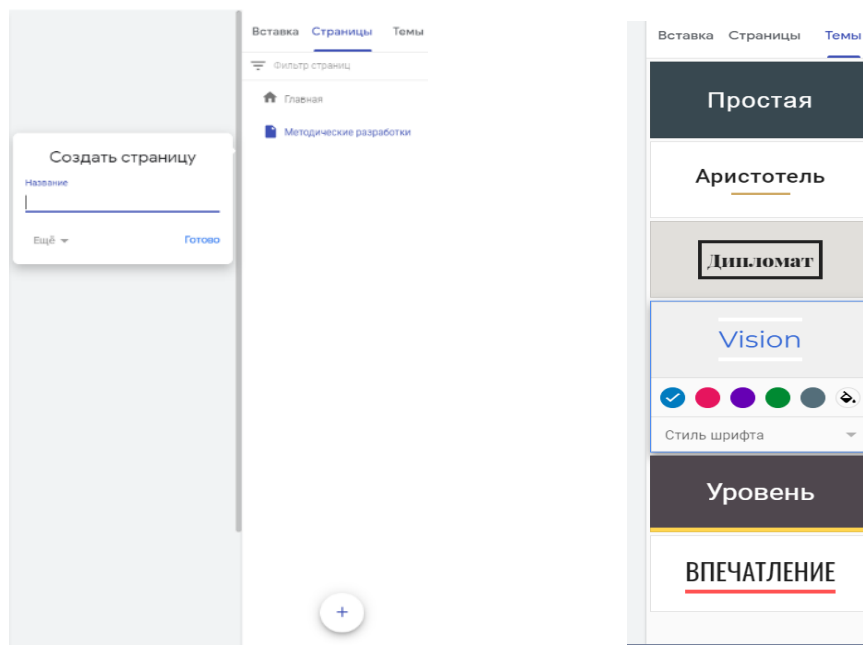 Вставка Страницы Темы
Фильтр страниц
Главная
Методические разработки
Создать страницу
Название
Ещё
Готово
Вставка Страницы Темы
Простая
Аристотель
Дипломат
Vision
Стиль шрифта
Уровень
ВПЕЧАТЛЕНИЕ